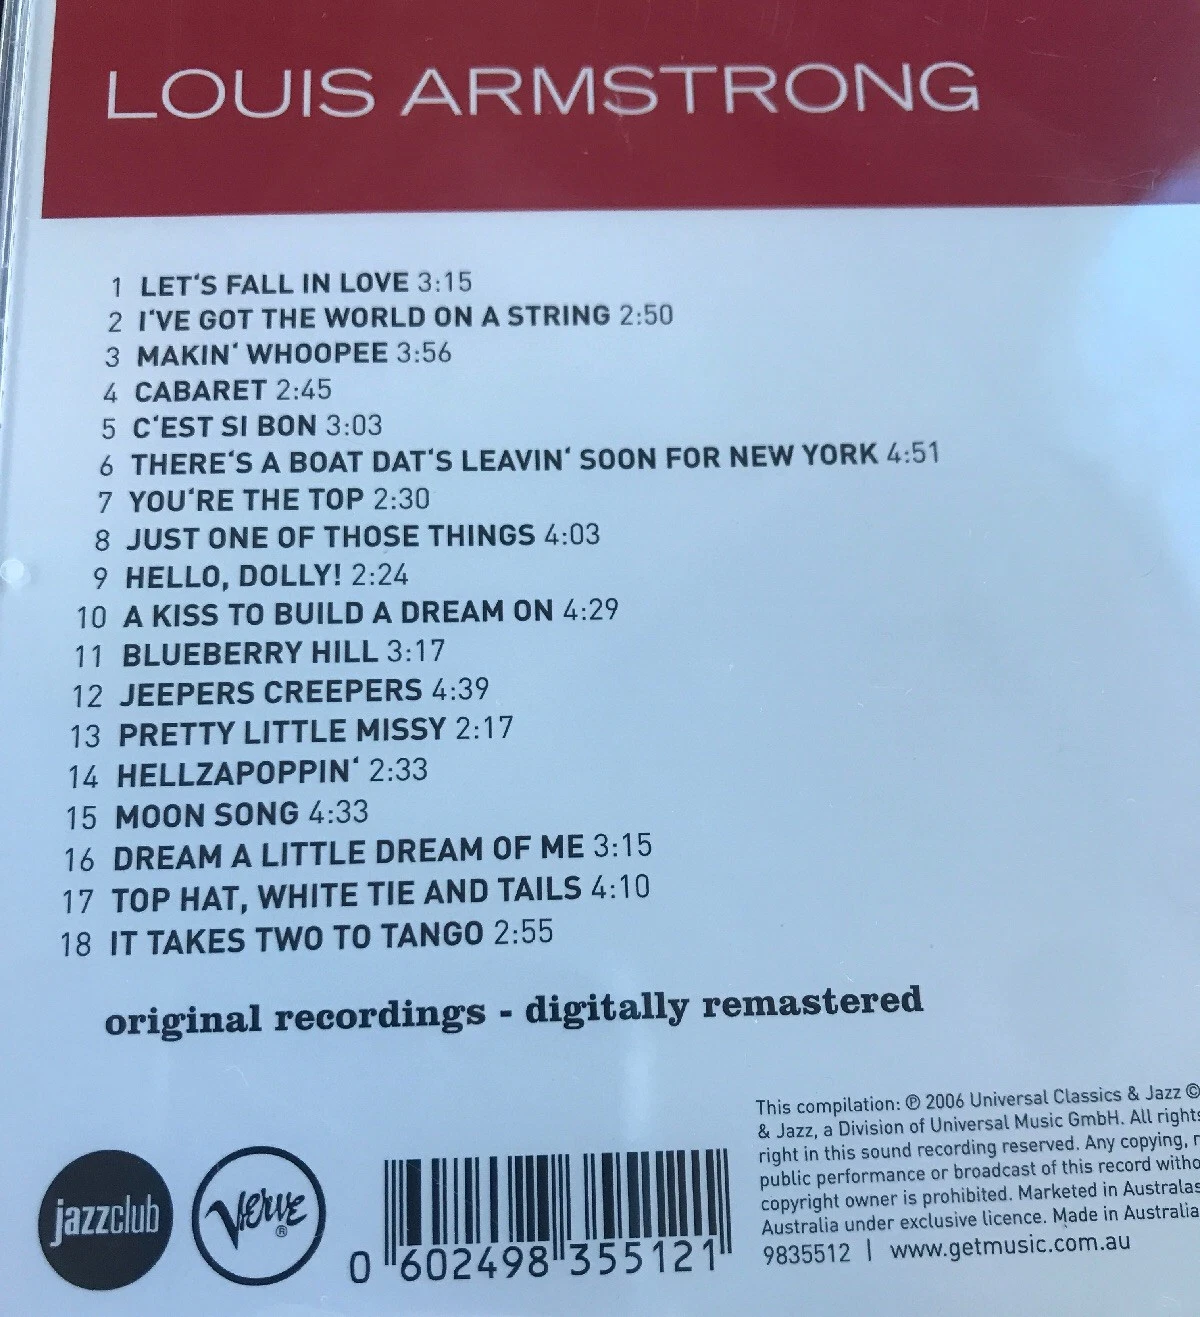 LOUIS ARMSTRONG
1 LET'S FALL IN LOVE 3:15
2 I'VE GOT THE WORLD ON A STRING 2:50
3 MAKIN' WHOOPEE 3:56
4 CABARET 2:45
5 C'EST SI BON 3:03
6 THERE'S A BOAT DAT'S LEAVIN' SOON FOR NEW YORK 4:51
7 YOU'RE THE TOP 2:30
8 JUST ONE OF THOSE THINGS 4:03
9 HELLO, DOLLY! 2:24
10 A KISS TO BUILD A DREAM ON 4:29
11 BLUEBERRY HILL 3:17
12 JEEPERS CREEPERS 4:39
13 PRETTY LITTLE MISSY 2:17
14 HELLZAPOPPIN' 2:33
15 MOON SONG 4:33
16 DREAM A LITTLE DREAM OF ME 3:15
17 TOP HAT, WHITE TIE AND TAILS 4:10
18 IT TAKES TWO TO TANGO 2:55
original recordings - digitally remastered
This compilation: ℗ 2006 Universal Classics & Jazz ©
& Jazz, a Division of Universal Music GmbH. All rights
right in this sound recording reserved. Any copying,
public performance or broadcast of this record
copyright owner is prohibited. Marketed in
Australia under exclusive licence. Made in Australia
9835512 | www.getmusic.com.au
jazzclub
VERVE ®
0 602498 355121